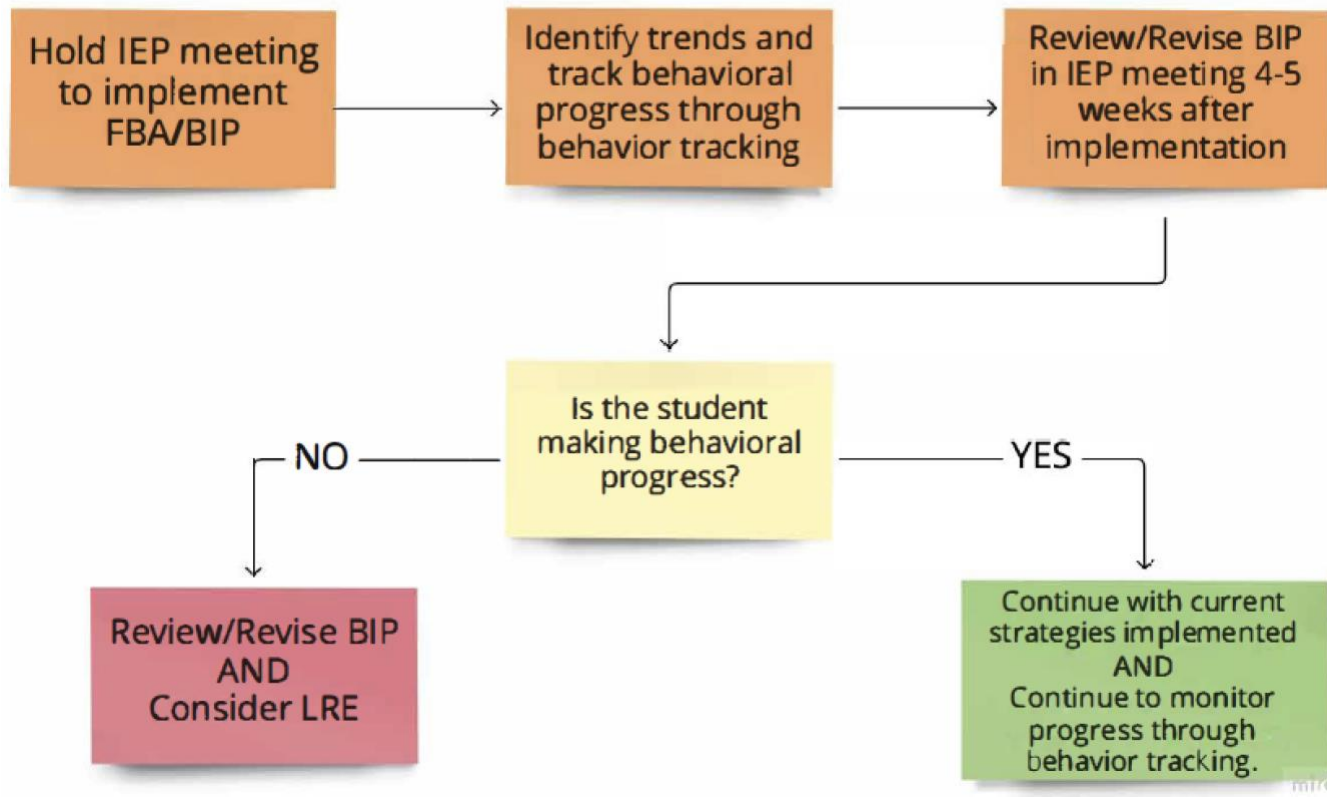 Hold IEP meeting
to implement
FBA/BIP
Identify trends and
track behavioral
progress through
behavior tracking
Review/Revise BIP
in IEP meeting 4-5
weeks after
implementation
Is the student
making behavioral
progress?
NO
YES
Review/Revise BIP
AND
Consider LRE
Continue with current
strategies implemented
AND
Continue to monitor
progress through
behavior tracking.